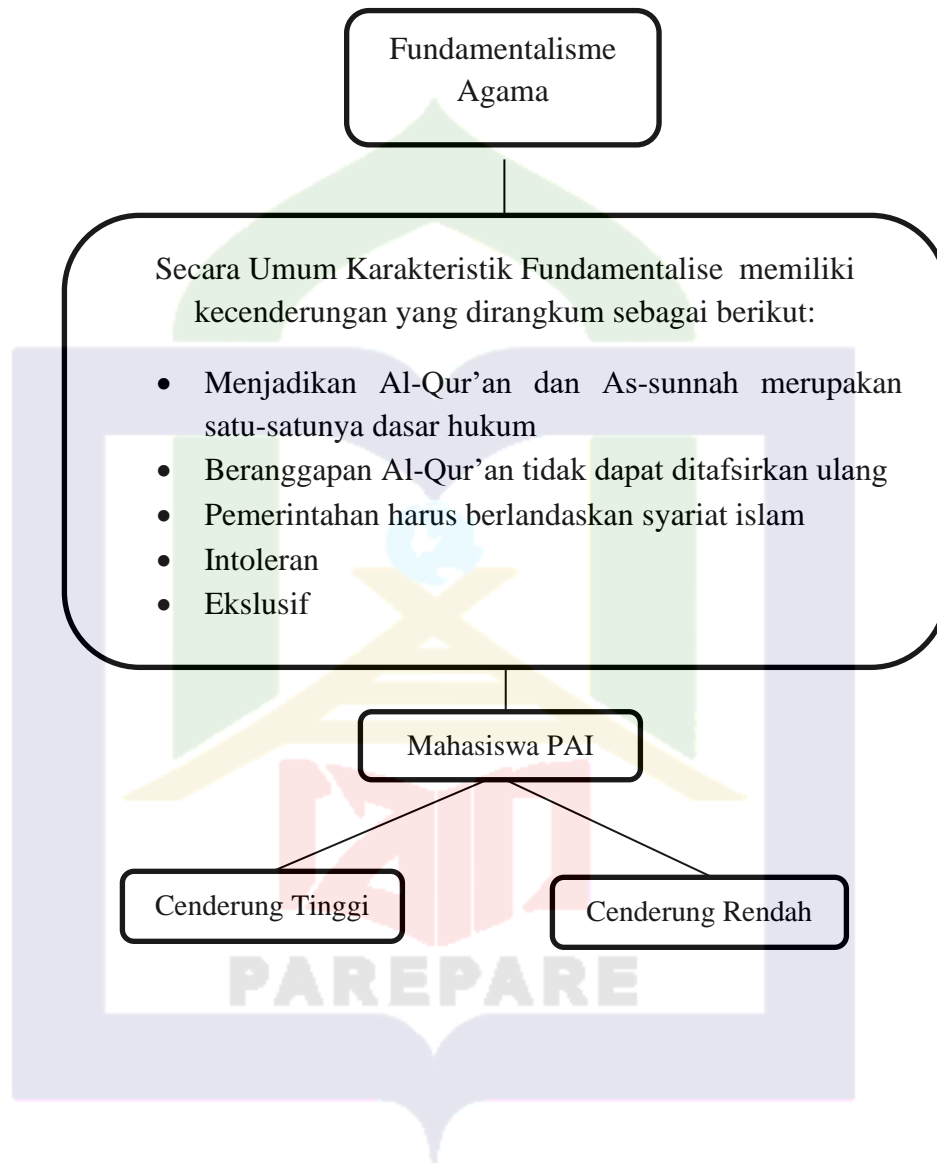 Fundamentalisme
Agama
Secara Umum Karakteristik Fundamentalise memiliki
kecenderungan yang dirangkum sebagai berikut:
• Menjadikan Al-Qur’an dan As-sunnah merupakan
satu-satunya dasar hukum
• Beranggapan Al-Qur’an tidak dapat ditafsirkan ulang
• Pemerintahan harus berlandaskan syariat islam
• Intoleran
• Ekslusif
Mahasiswa PAI
Cenderung Tinggi
Cenderung Rendah
PAREPARE